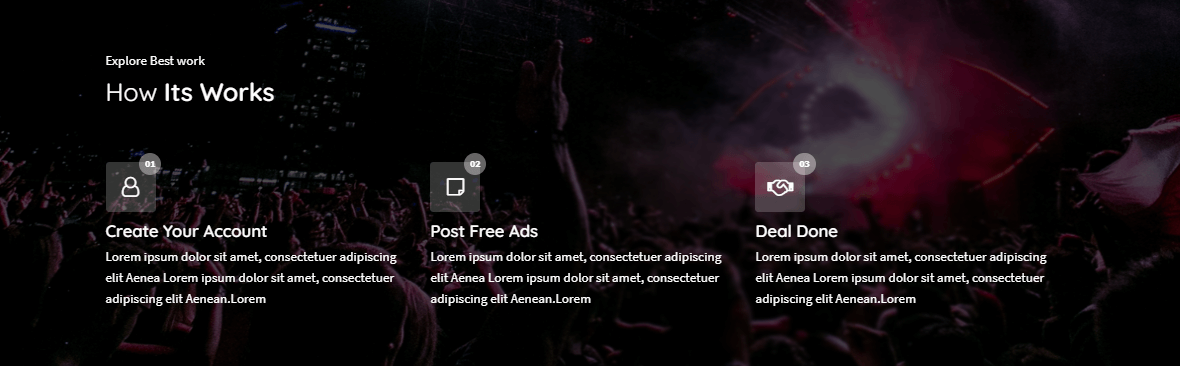 Explore Best work
How Its Works
01
Create Your Account
Lorem ipsum dolor sit amet, consectetuer adipiscing
elit Aenea Lorem ipsum dolor sit amet, consectetuer
adipiscing elit Aenean.Lorem
02
Post Free Ads
Lorem ipsum dolor sit amet, consectetuer adipiscing
elit Aenea Lorem ipsum dolor sit amet, consectetuer
adipiscing elit Aenean.Lorem
03
Deal Done
Lorem ipsum dolor sit amet, consectetuer adipiscing
elit Aenea Lorem ipsum dolor sit amet, consectetuer
adipiscing elit Aenean.Lorem